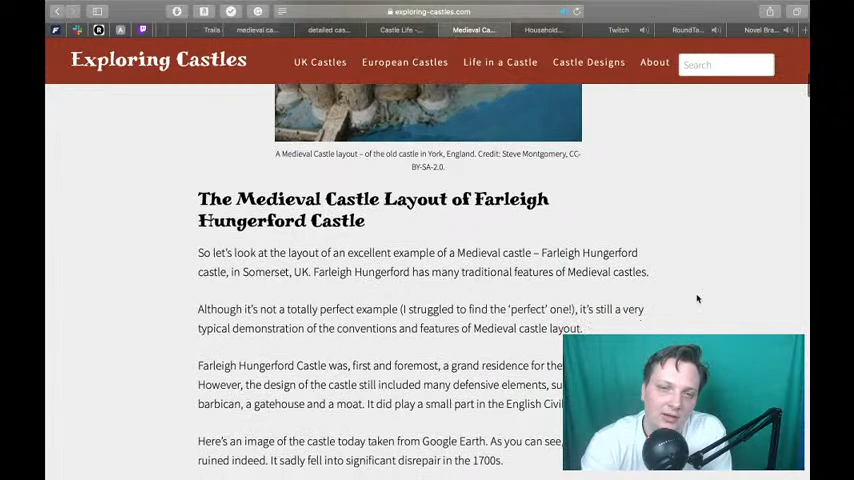 exploring-castles.com
Trails
medieval ca...
detailed cas...
Castle Life -...
Medieval Ca...
Household...
Twitch
RoundTa...
Novel Bra...
Exploring Castles
UK Castles
European Castles
Life in a Castle
Castle Designs
About
Search
A Medieval Castle layout – of the old castle in York, England. Credit: Steve Montgomery, CC-
BY-SA-2.0.
The Medieval Castle Layout of Farleigh
Hungerford Castle
So let's look at the layout of an excellent example of a Medieval castle – Farleigh Hungerford
castle, in Somerset, UK. Farleigh Hungerford has many traditional features of Medieval castles.
Although it's not a totally perfect example (I struggled to find the 'perfect' one!), it's still a very
typical demonstration of the conventions and features of Medieval castle layout.
Farleigh Hungerford Castle was, first and foremost, a grand residence for the
However, the design of the castle still included many defensive elements, su
barbican, a gatehouse and a moat. It did play a small part in the English Civi
Here's an image of the castle today taken from Google Earth. As you can see,
ruined indeed. It sadly fell into significant disrepair in the 1700s.